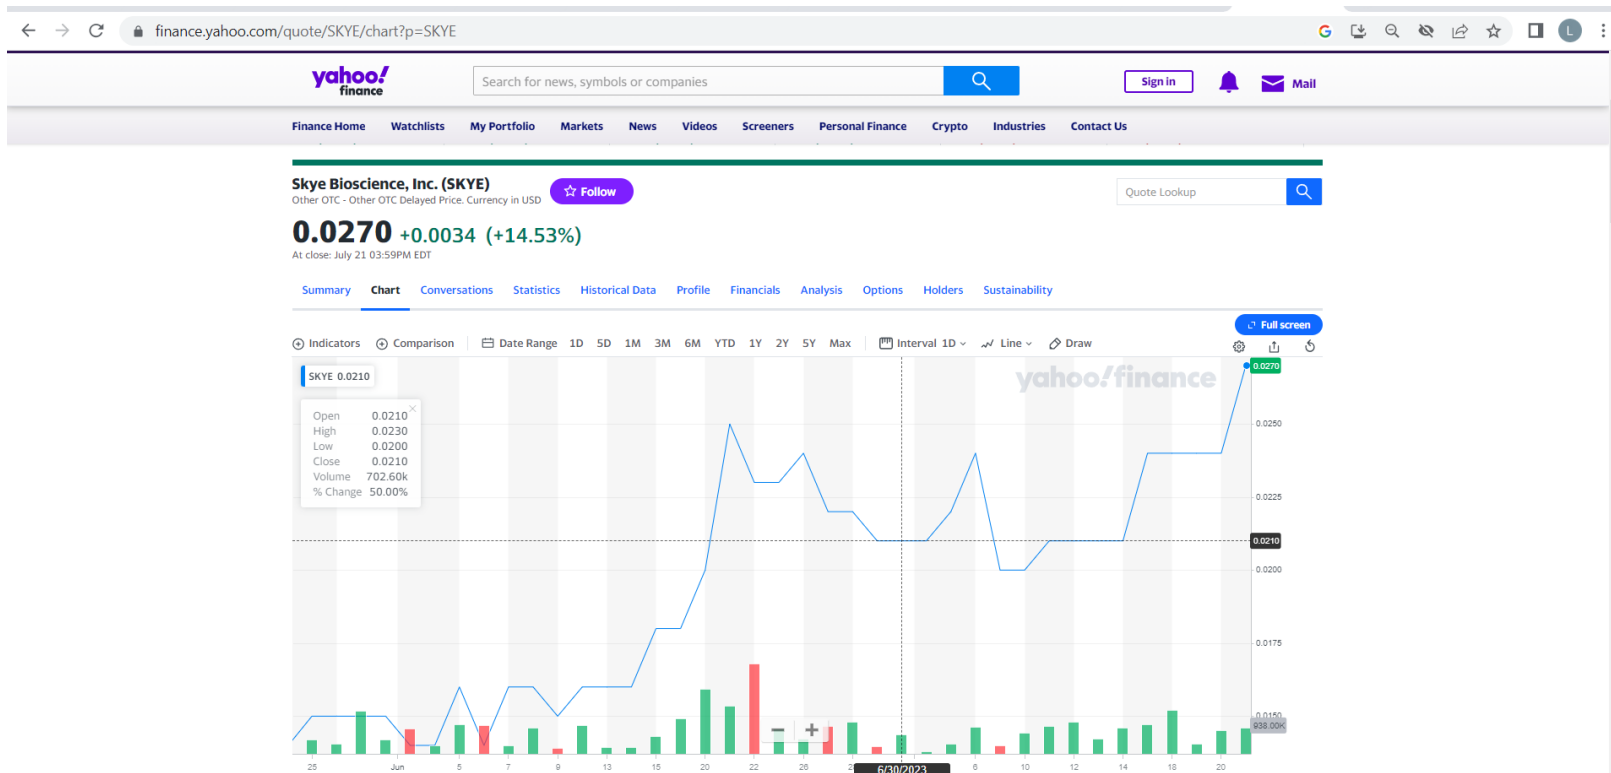 finance.yahoo.com/quote/SKYE/chart?p=SKYE
G
L
yahoo!
finance
Search for news, symbols or companies
Sign in
Mail
Finance Home Watchlists My Portfolio Markets News Videos Screeners Personal Finance Crypto Industries Contact Us
Skye Bioscience, Inc. (SKYE)
Other OTC - Other OTC Delayed Price. Currency in USD
Follow
Quote Lookup
0.0270 +0.0034 (+14.53%)
At close: July 21 03:59PM EDT
Summary Chart Conversations Statistics Historical Data Profile Financials Analysis Options Holders Sustainability
Full screen
Indicators Comparison Date Range 1D 5D 1M 3M 6M YTD 1Y 2Y 5Y Max Interval 1D Line Draw
SKYE 0.0210
yahoo!finance
0.0270
Open 0.0210
High 0.0230
Low 0.0200
Close 0.0210
Volume 702.60k
% Change 50.00%
0.0250
0.0225
0.0210
0.0200
0.0175
0.0150
938.00K
25 Jun 5 7 9 13 15 20 22 26 6/30/2023 6 10 12 14 18 20